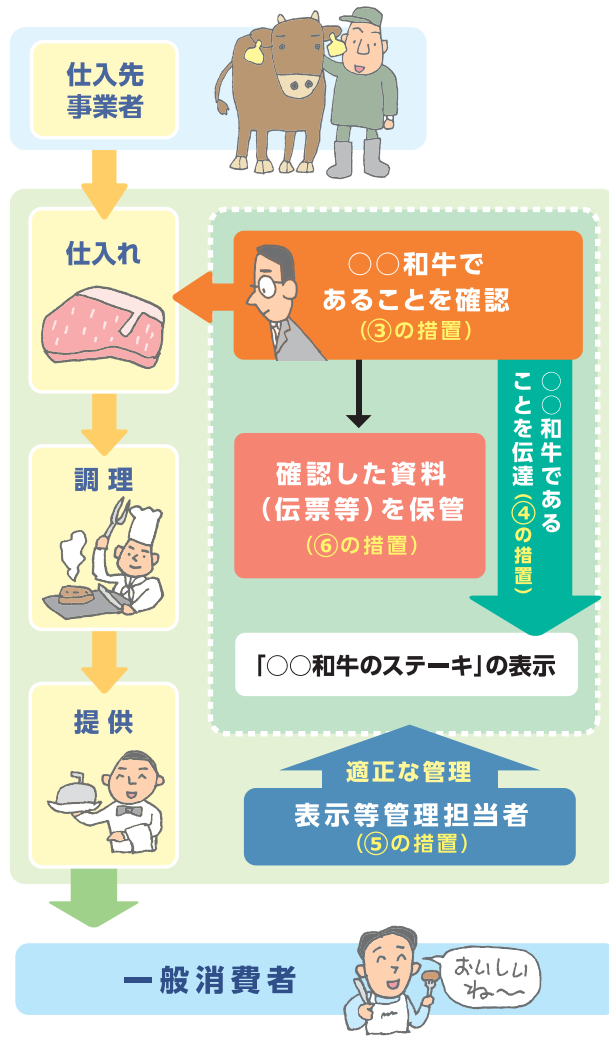 仕入先
事業者
仕入れ
○○和牛で
あることを確認
(③の措置)
○○和牛である
ことを伝達(④の措置)
確認した資料
(伝票等)を保管
(⑥の措置)
調理
「○○和牛のステーキ」の表示
提供
適正な管理
表示等管理担当者
(⑤の措置)
一般消費者
おいしい
ね〜